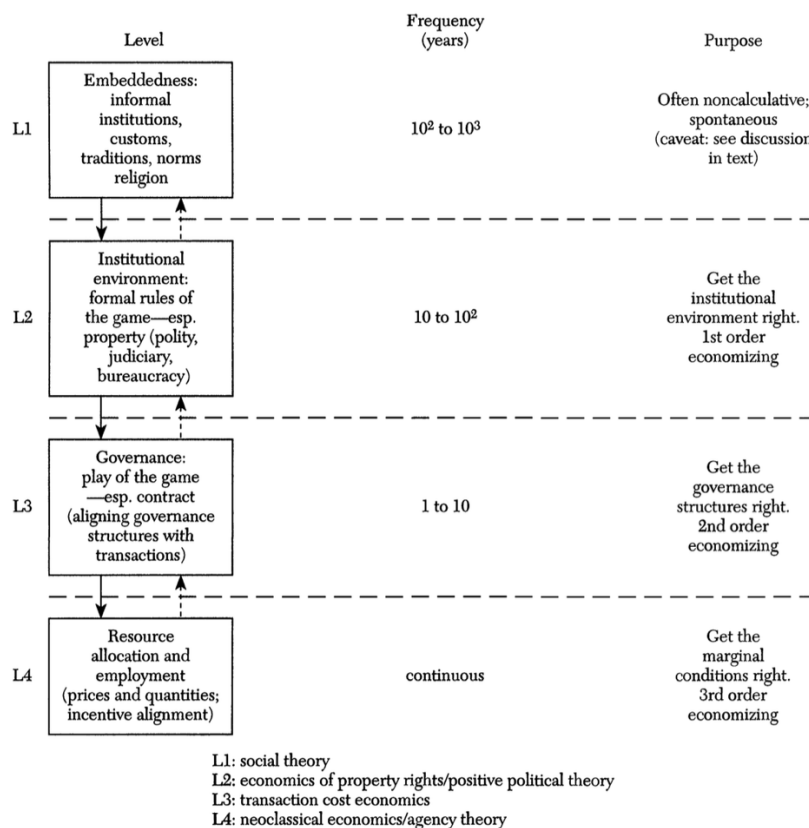 Level
Frequency
(years)
Purpose
L1
Embeddedness:
informal
institutions,
customs,
traditions, norms
religion
10² to 10³
Often noncalculative;
spontaneous
(caveat: see discussion
in text)
L2
Institutional
environment:
formal rules of
the game—esp.
property (polity,
judiciary,
bureaucracy)
10 to 10²
Get the
institutional
environment right.
1st order
economizing
L3
Governance:
play of the game
—esp. contract
(aligning governance
structures with
transactions)
1 to 10
Get the
governance
structures right.
2nd order
economizing
L4
Resource
allocation and
employment
(prices and quantities;
incentive alignment)
continuous
Get the
marginal
conditions right.
3rd order
economizing
L1: social theory
L2: economics of property rights/positive political theory
L3: transaction cost economics
L4: neoclassical economics/agency theory